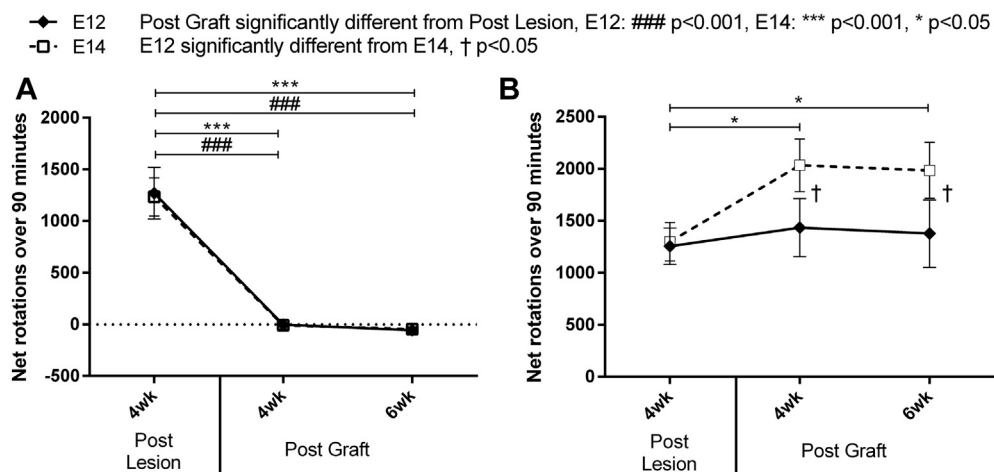 E12 Post Graft significantly different from Post Lesion, E12: ### p<0.001, E14: *** p<0.001, * p<0.05
E14 E12 significantly different from E14, † p<0.05
A
***
###
***
###
Net rotations over 90 minutes
2000
1500
1000
500
0
-500
4wk
4wk
6wk
Post
Lesion
Post Graft
B
*
*
†
†
Net rotations over 90 minutes
2500
2000
1500
1000
500
0
4wk
4wk
6wk
Post
Lesion
Post Graft